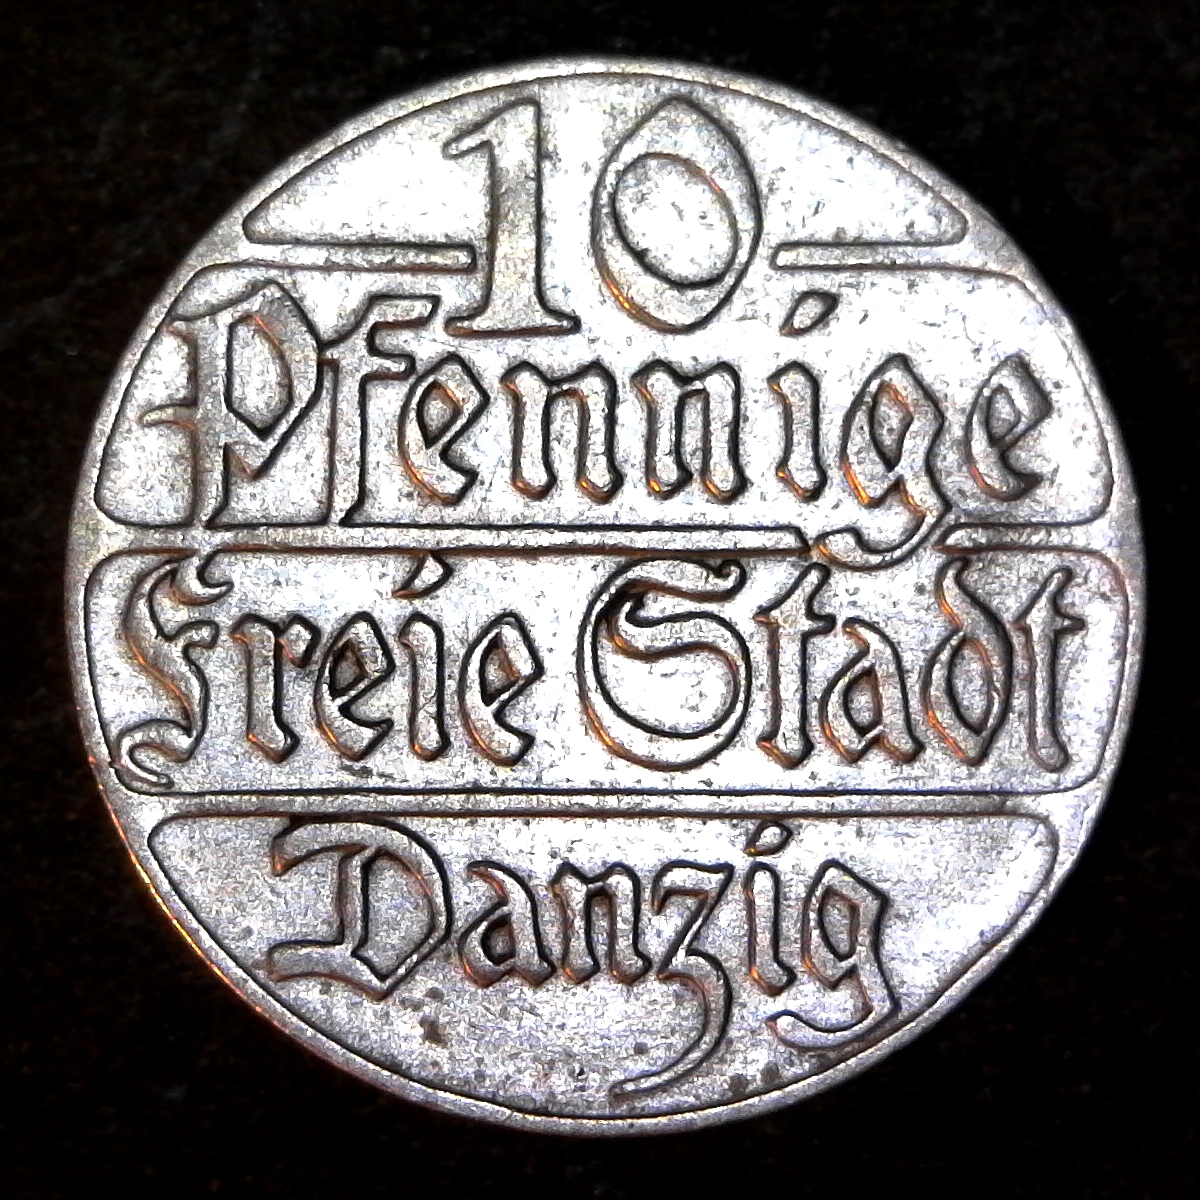 10
Pfennige
Freie Stadt
Danzig